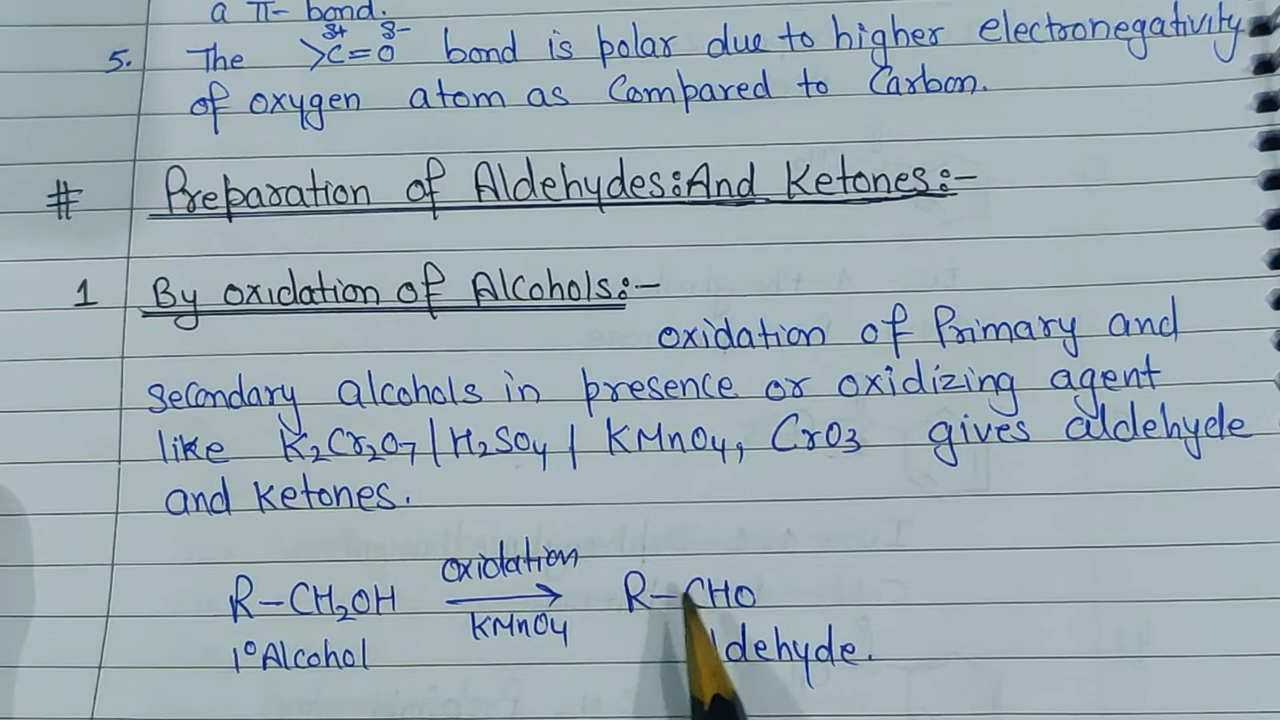 a π- bond.
5. The >C=O bond is polar due to higher electronegativity
of oxygen atom as Compared to Carbon.
# Preparation of Aldehydes:And Ketones:-
1 By oxidation of Alcohols:-
oxidation of Primary and
secondary alcohols in presence or oxidizing agent
like K₂Cr₂O₇ | H₂SO₄ | KMnO₄, CrO₃ gives aldehyde
and Ketones.
R-CH₂OH oxidation KMnO₄ → R-CHO
1° Alcohol ldehyde.